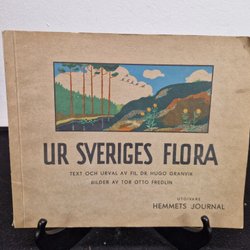 UR SVERIGES FLORA
TEXT OCH URVAL AV FIL. DR HUGO GRANVIK
BILDER AV TOR OTTO FREDLIN
UTGIVARE
HEMMETS JOURNAL